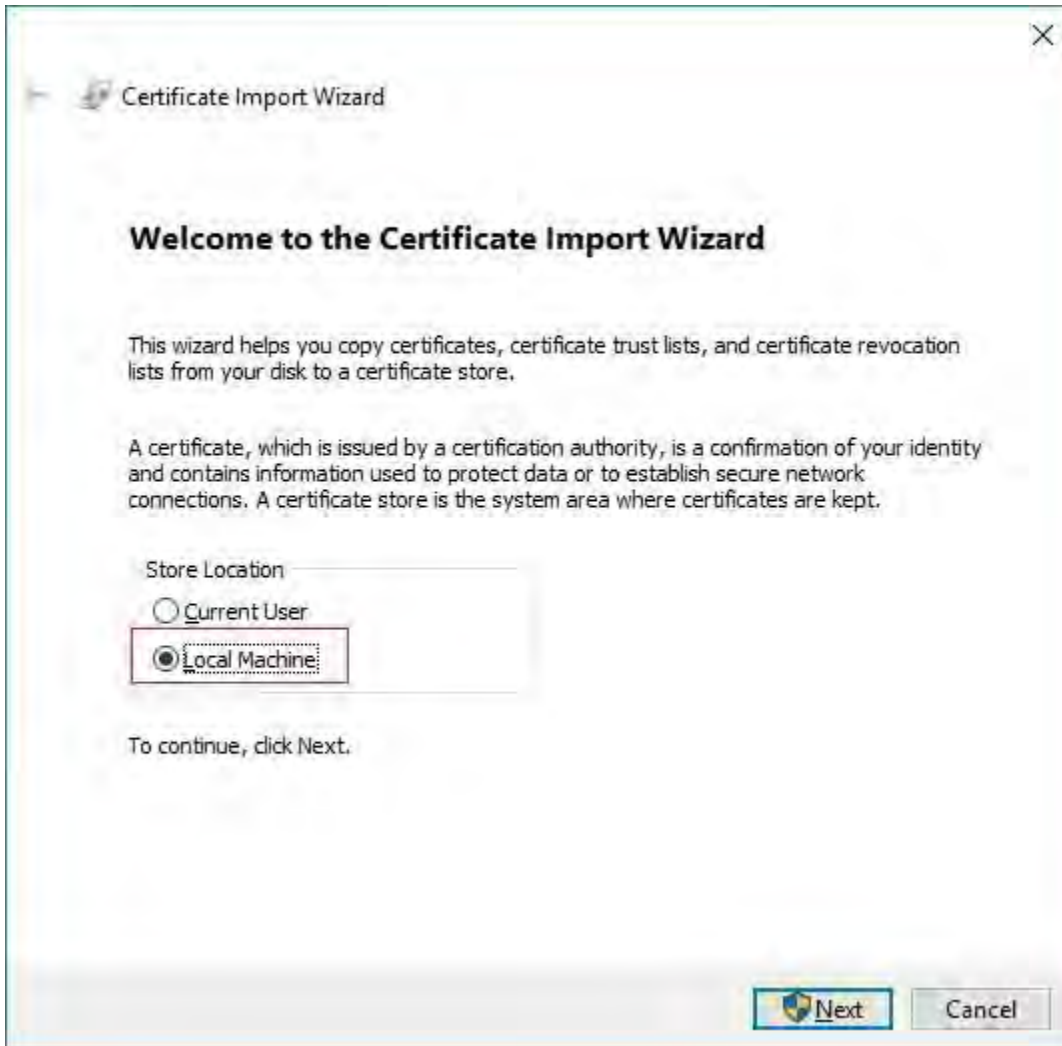 Certificate Import Wizard
Welcome to the Certificate Import Wizard
This wizard helps you copy certificates, certificate trust lists, and certificate revocation
lists from your disk to a certificate store.
A certificate, which is issued by a certification authority, is a confirmation of your identity
and contains information used to protect data or to establish secure network
connections. A certificate store is the system area where certificates are kept.
Store Location
Current User
Local Machine
To continue, click Next.
Next Cancel